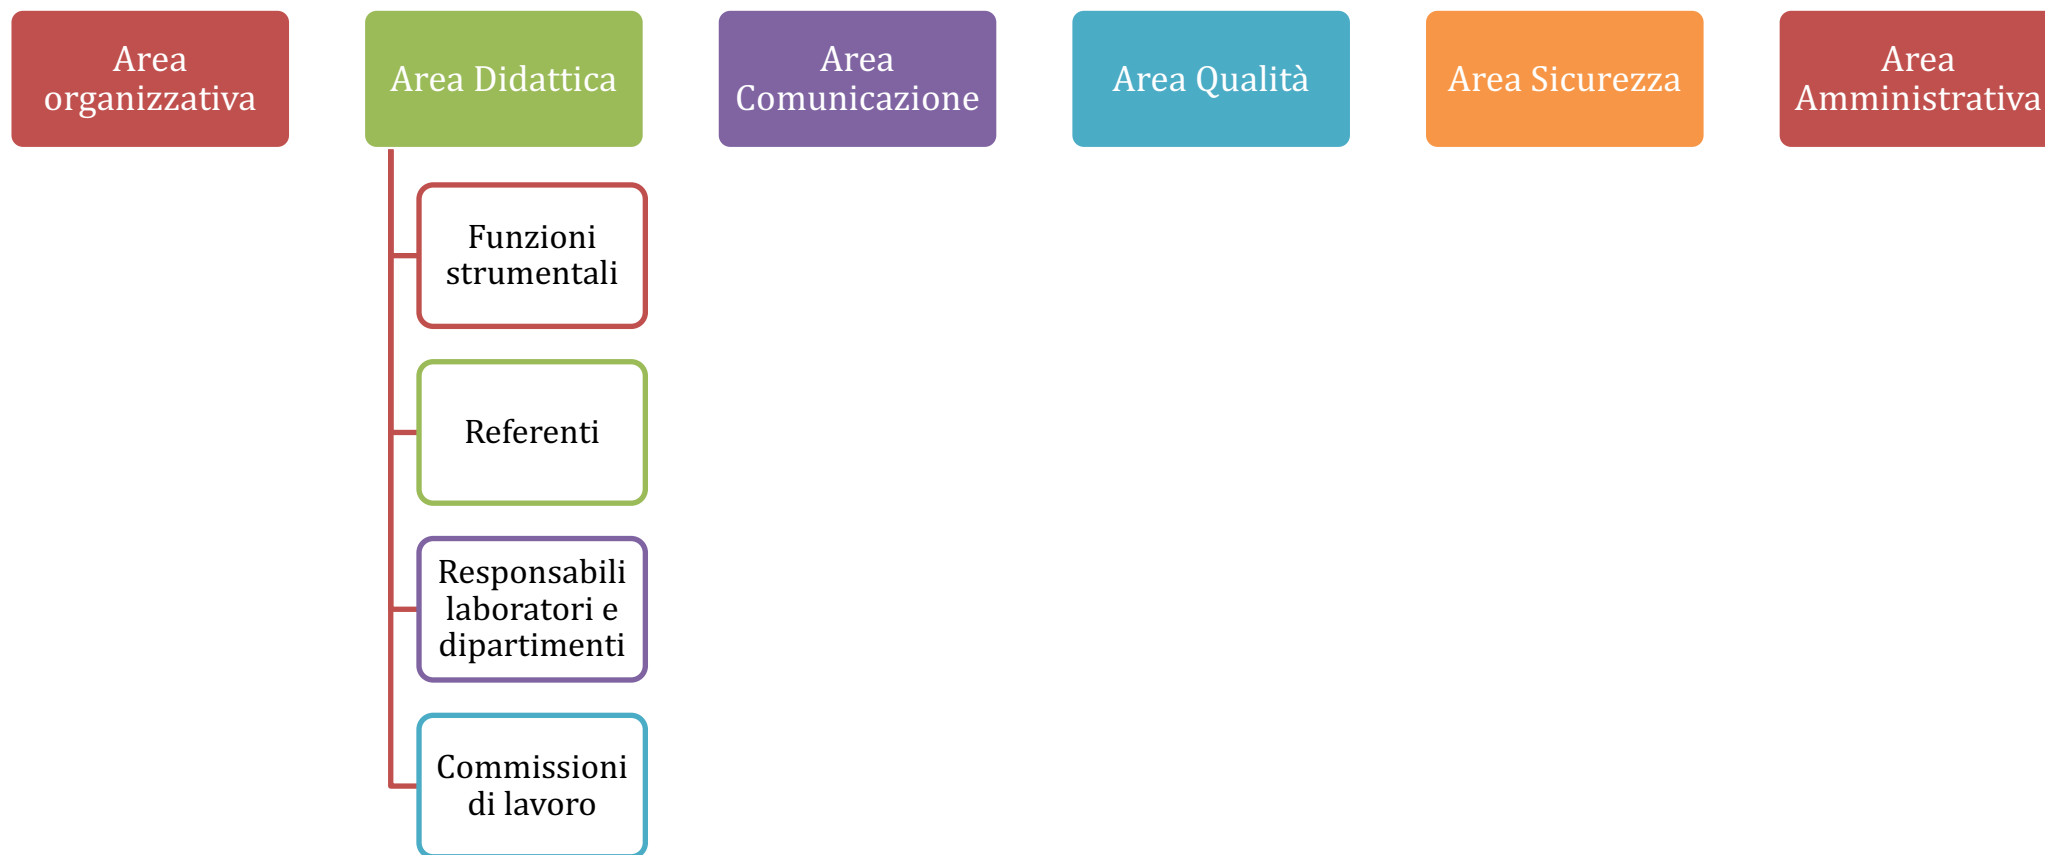 Area
organizzativa
Area Didattica
Area
Comunicazione
Area Qualità
Area Sicurezza
Area
Amministrativa
Funzioni
strumentali
Referenti
Responsabili
laboratori e
dipartimenti
Commissioni
di lavoro